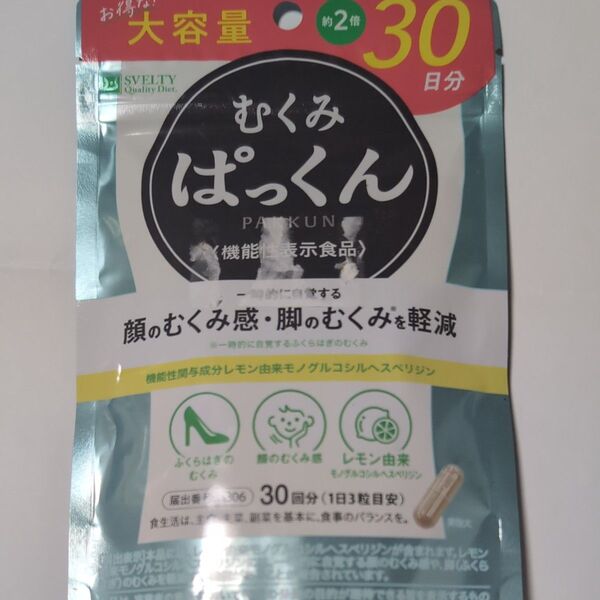 お得な!
大容量
約2倍
30
日分
SVELTY
Quality Diet.
むくみ
ぱっくん
PAKKUN
〈機能性表示食品〉
一時的に自覚する
顔のむくみ感・脚のむくみ※を軽減
※一時的に自覚するふくらはぎのむくみ
機能性関与成分レモン由来モノグルコシルヘスペリジン
ふくらはぎの
むくみ
顔のむくみ感
レモン由来
モノグルコシルヘスペリジン
届出番号 306
30回分(1日3粒目安)
食生活は、主食、主菜、副菜を基本に、食事のバランスを。
実物大